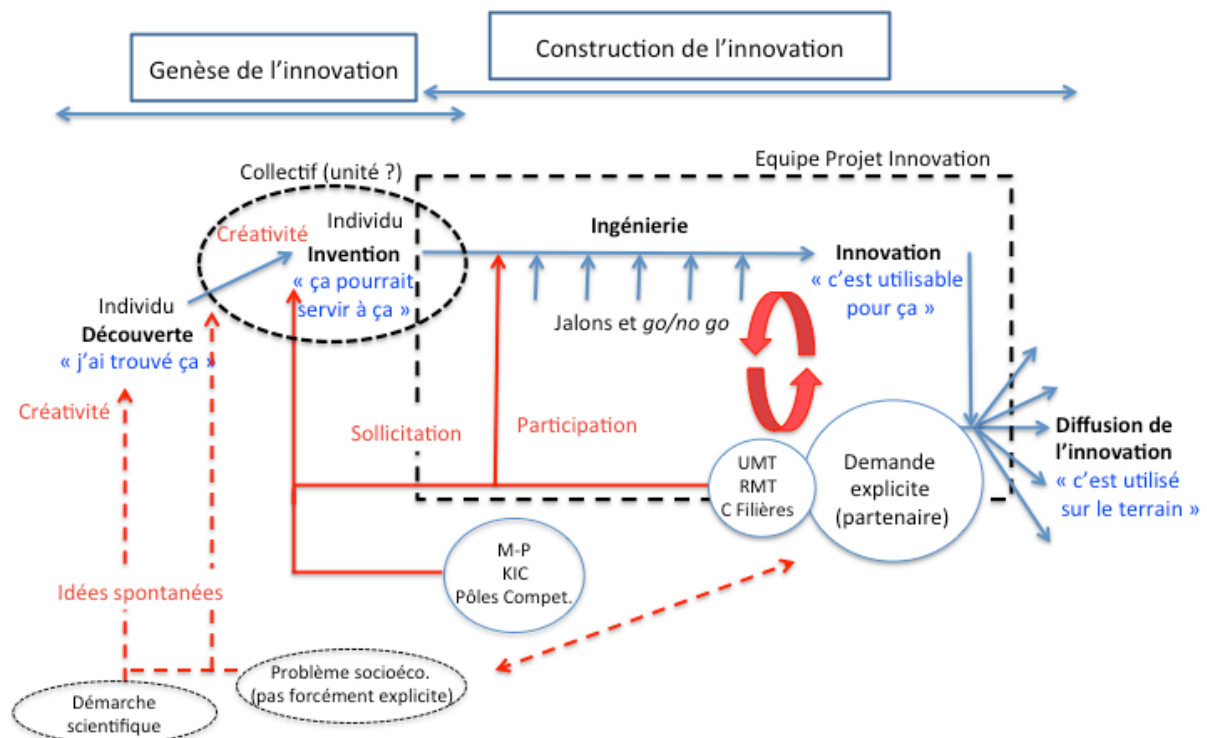 Genèse de l'innovation
Construction de l'innovation
Collectif (unité ?)
Equipe Projet Innovation
Individu
Créativité
Invention
« ça pourrait
servir à ça »
Ingénierie
Innovation
« c'est utilisable
pour ça »
Individu
Découverte
« j'ai trouvé ça »
Jalons et go/no go
Créativité
Sollicitation
Participation
UMT
RMT
C Filières
Demande
explicite
(partenaire)
Diffusion de
l'innovation
« c'est utilisé
sur le terrain »
M-P
KIC
Pôles Compet.
Idées spontanées
Problème socioéco.
(pas forcément explicite)
Démarche
scientifique